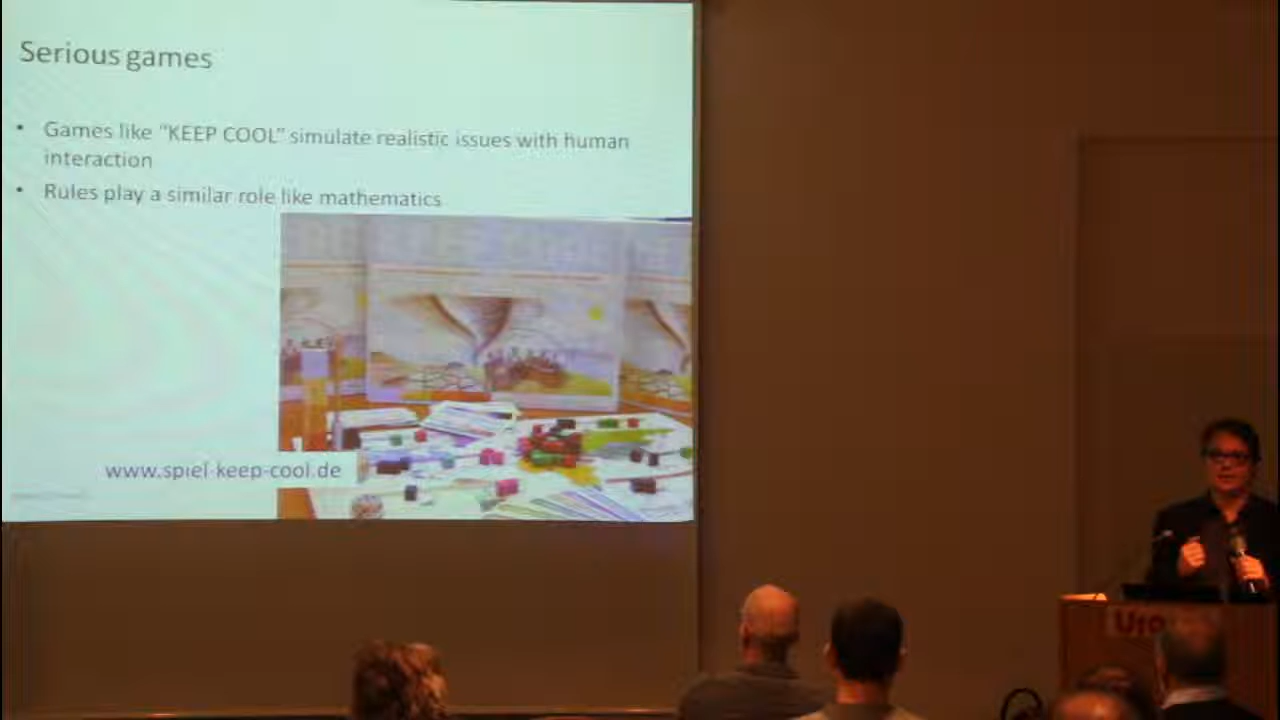 Serious games
• Games like "KEEP COOL" simulate realistic issues with human
interaction
• Rules play a similar role like mathematics
www.spiel-keep-cool.de